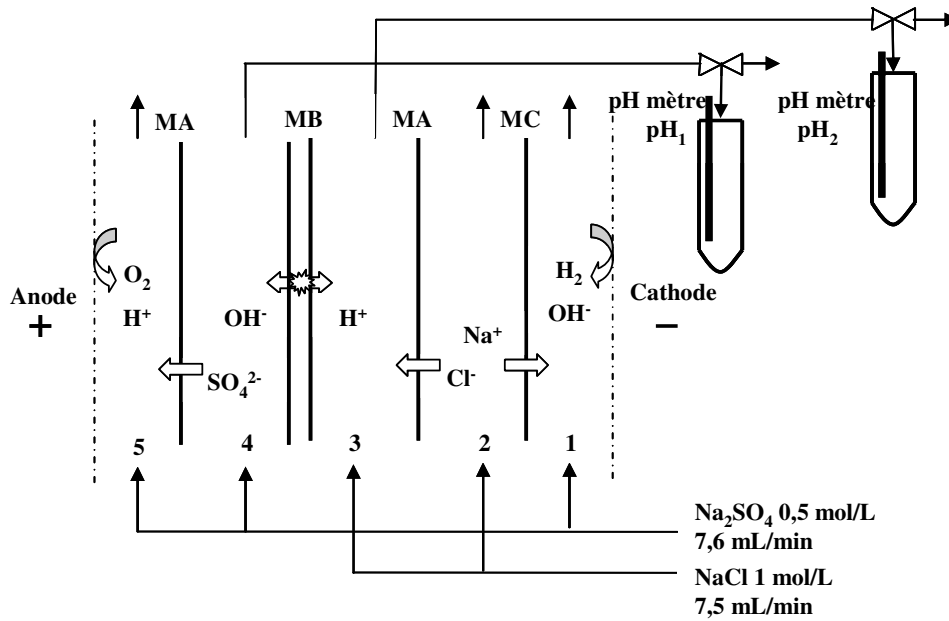 pH mètre
pH₁
pH mètre
pH₂
MA
MB
MA
MC
O₂
H₂
Anode
+
Cathode
−
H⁺
OH⁻
H⁺
Na⁺
OH⁻
SO₄²⁻
Cl⁻
5
4
3
2
1
Na₂SO₄ 0,5 mol/L
7,6 mL/min
NaCl 1 mol/L
7,5 mL/min